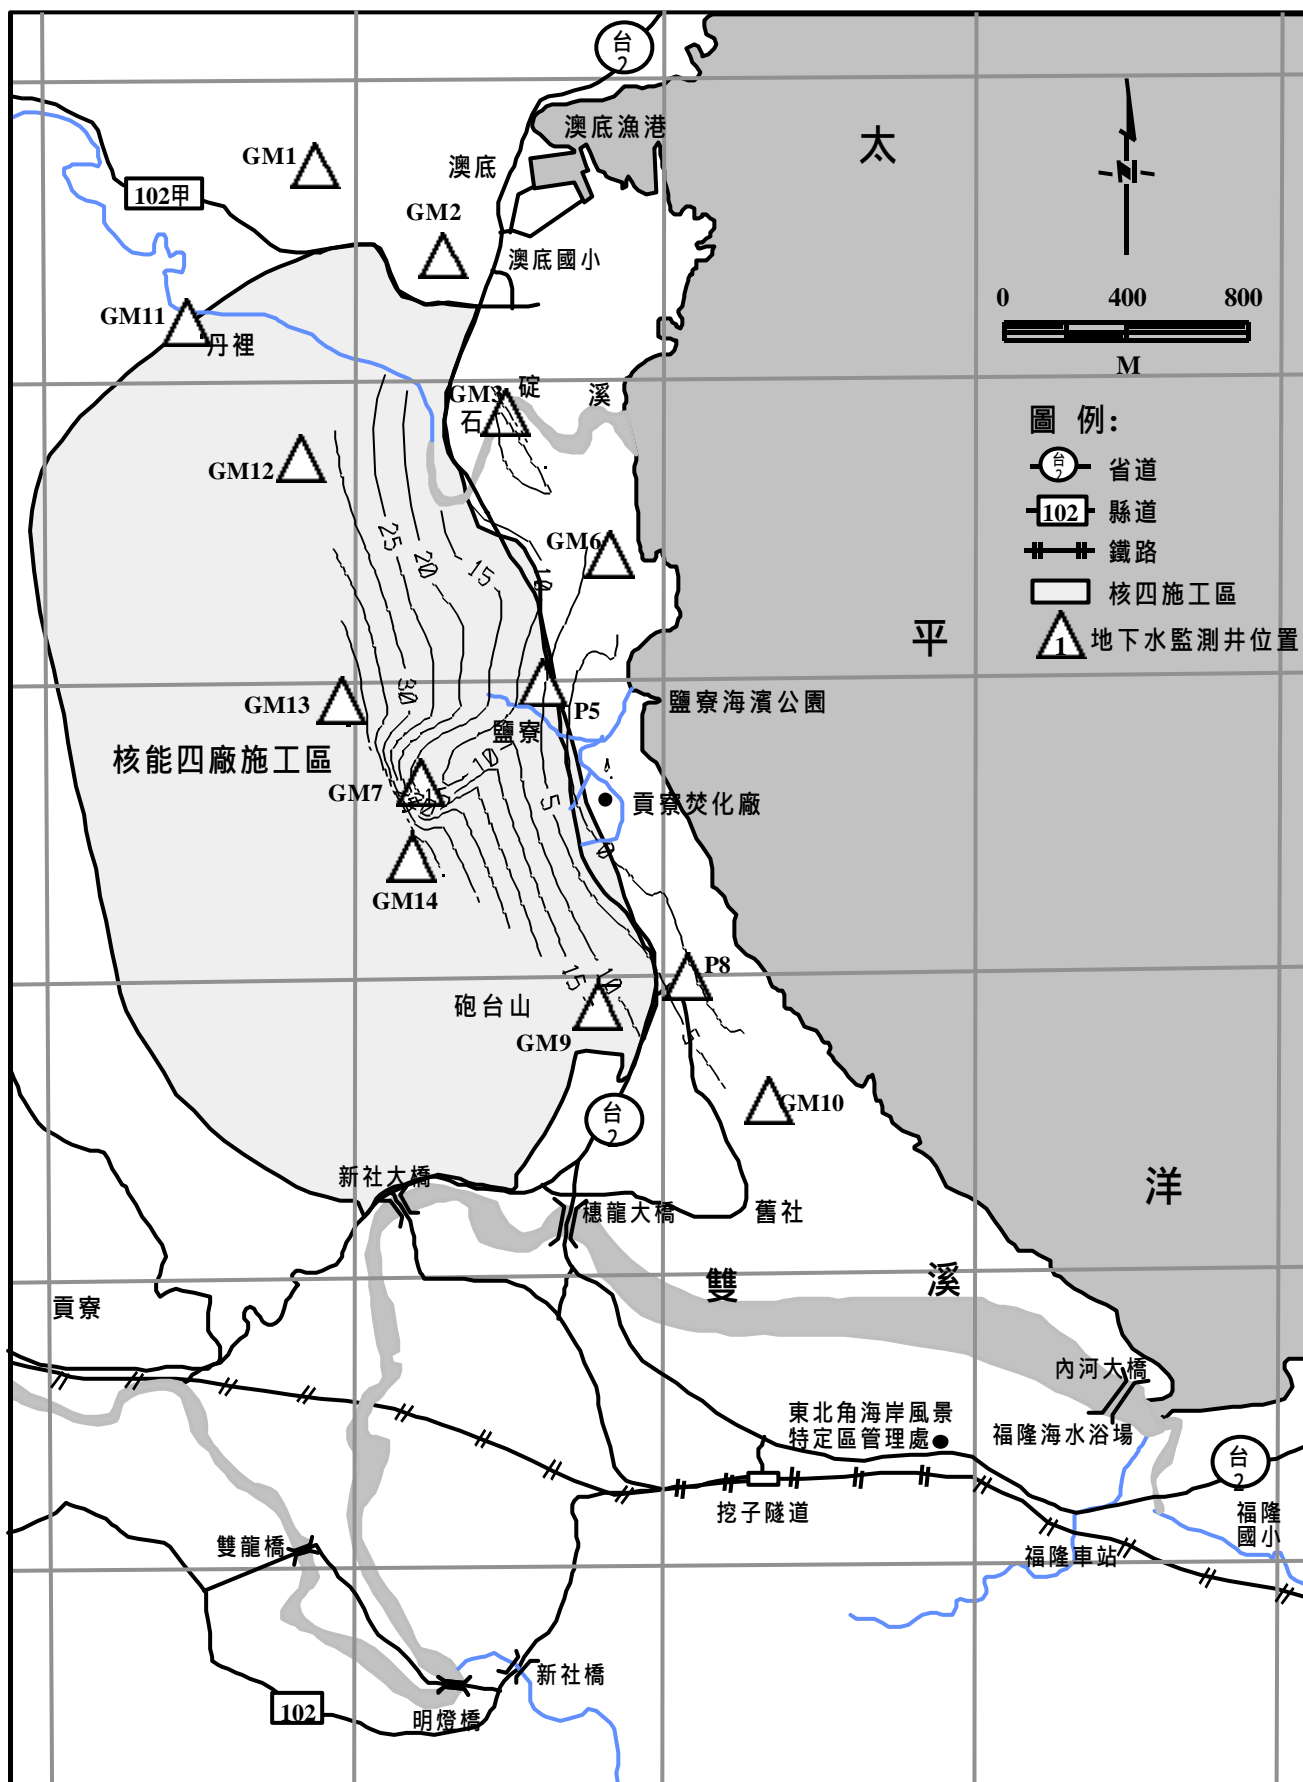 台
2
澳底漁港
太
澳底
GM1
102甲
GM2
澳底國小
0 400 800
M
GM11
丹裡
GM3
碇
溪
石
圖 例:
台
2
省道
GM12
102
縣道
鐵路
25
20
15
10
GM6
核四施工區
1
地下水監測井位置
平
30
GM13
P5
鹽寮海濱公園
鹽寮
核能四廠施工區
10
GM7
5
貢寮焚化廠
0
GM14
15
10
P8
砲台山
GM9
5
GM10
台
2
新社大橋
洋
穗龍大橋
舊社
雙
溪
貢寮
內河大橋
東北角海岸風景
特定區管理處
福隆海水浴場
台
2
挖子隧道
福隆
國小
雙龍橋
福隆車站
新社橋
102
明燈橋